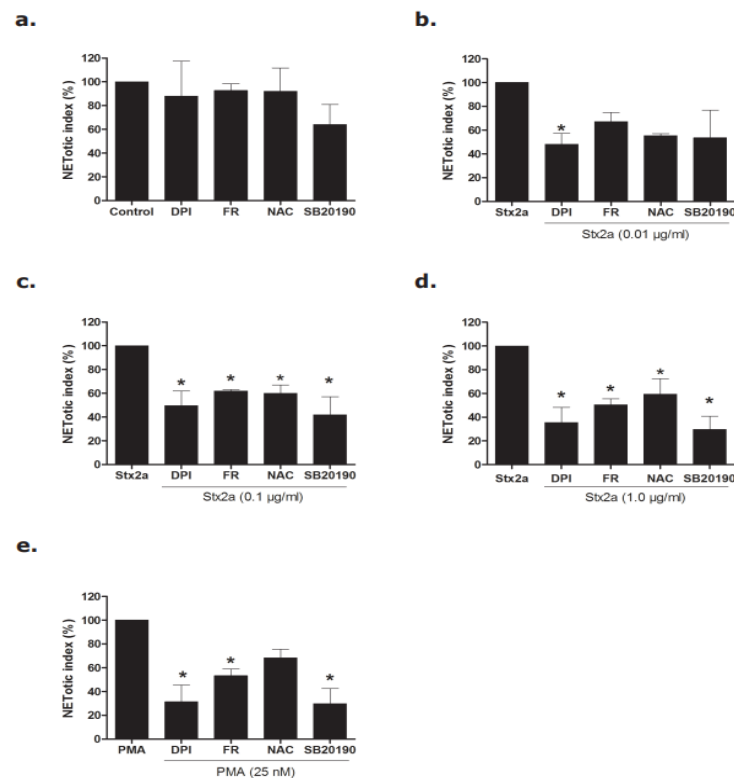 a.
NETotic index (%)
120
100
80
60
40
20
0
Control DPI FR NAC SB20190
b.
NETotic index (%)
120
100
80
60
40
20
0
*
Stx2a DPI FR NAC SB20190
Stx2a (0.01 µg/ml)
c.
NETotic index (%)
120
100
80
60
40
20
0
* * * *
Stx2a DPI FR NAC SB20190
Stx2a (0.1 µg/ml)
d.
NETotic index (%)
120
100
80
60
40
20
0
* * * *
Stx2a DPI FR NAC SB20190
Stx2a (1.0 µg/ml)
e.
NETotic index (%)
120
100
80
60
40
20
0
* * *
PMA DPI FR NAC SB20190
PMA (25 nM)